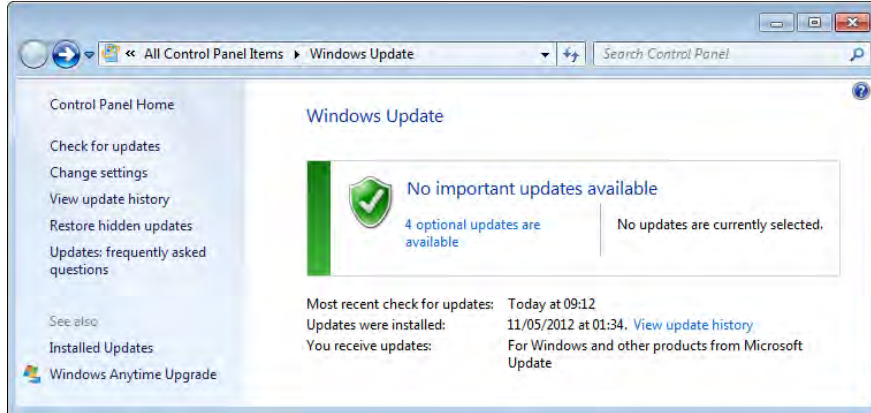 « All Control Panel Items ▸ Windows Update
Search Control Panel
Control Panel Home
Check for updates
Change settings
View update history
Restore hidden updates
Updates: frequently asked
questions
See also
Installed Updates
Windows Anytime Upgrade
Windows Update
No important updates available
4 optional updates are
available
No updates are currently selected.
Most recent check for updates: Today at 09:12
Updates were installed: 11/05/2012 at 01:34. View update history
You receive updates: For Windows and other products from Microsoft
Update